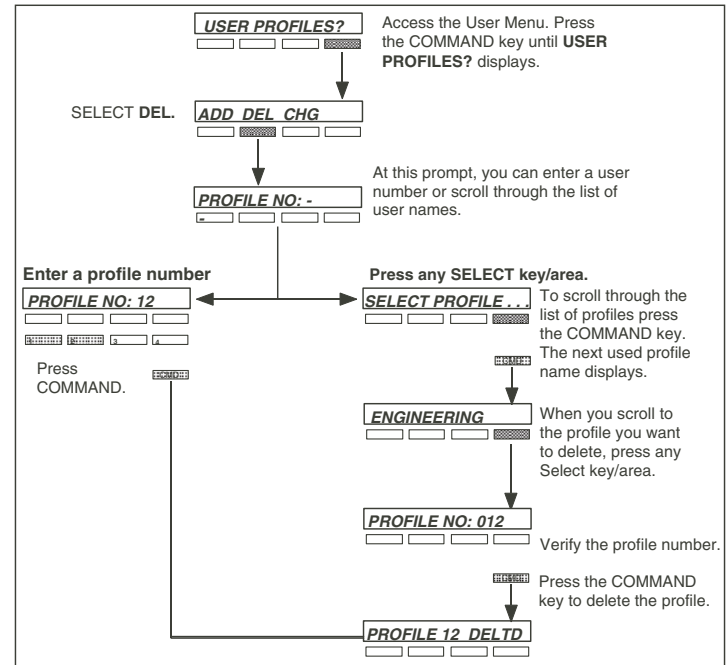 USER PROFILES?
Access the User Menu. Press
the COMMAND key until USER
PROFILES? displays.
SELECT DEL.
ADD DEL CHG
At this prompt, you can enter a user
number or scroll through the list of
user names.
PROFILE NO: -
-
Enter a profile number
PROFILE NO: 12
1 2 3 4
Press
COMMAND.
CMD
Press any SELECT key/area.
SELECT PROFILE . . .
To scroll through the
list of profiles press
the COMMAND key.
The next used profile
name displays.
CMD
ENGINEERING
When you scroll to
the profile you want
to delete, press any
Select key/area.
PROFILE NO: 012
Verify the profile number.
CMD
Press the COMMAND
key to delete the profile.
PROFILE 12 DELTD